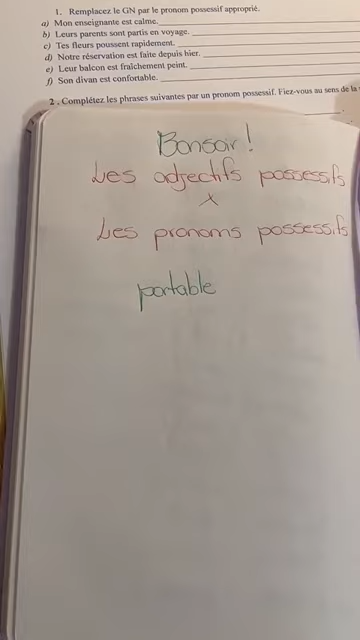 1. Remplacez le GN par le pronom possessif approprié.
a) Mon enseignante est calme.
b) Leurs parents sont partis en voyage.
c) Tes fleurs poussent rapidement.
d) Notre réservation est faite depuis hier.
e) Leur balcon est fraîchement peint.
f) Son divan est confortable.
2. Complétez les phrases suivantes par un pronom possessif. Fiez-vous au sens de la
Bonsoir!
Les adjectifs possessifs
x
Les pronoms possessifs
portable